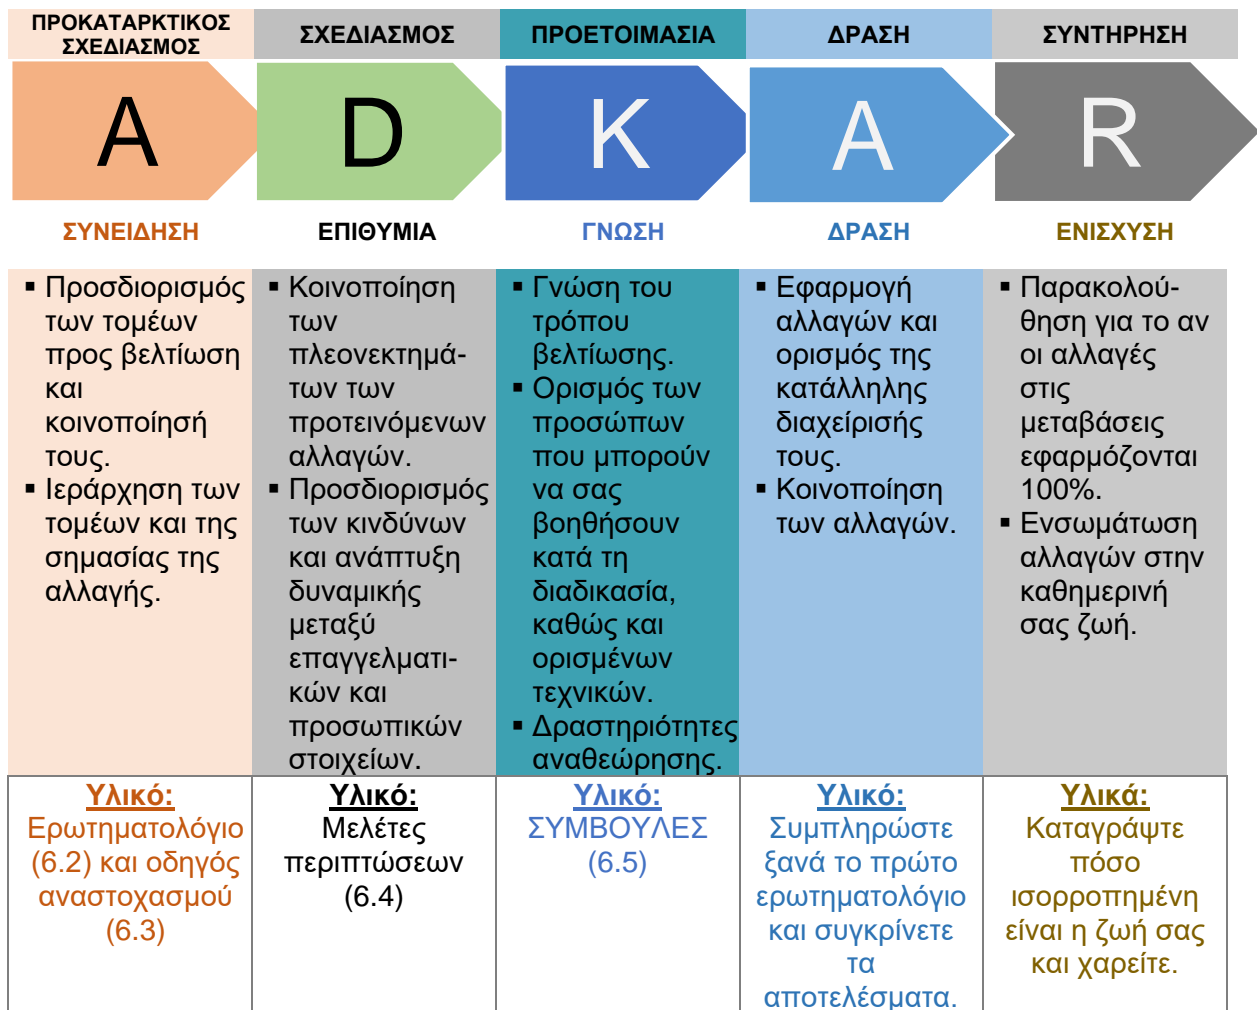 ΠΡΟΚΑΤΑΡΚΤΙΚΟΣ
ΣΧΕΔΙΑΣΜΟΣ
ΣΧΕΔΙΑΣΜΟΣ
ΠΡΟΕΤΟΙΜΑΣΙΑ
ΔΡΑΣΗ
ΣΥΝΤΗΡΗΣΗ
A
D
K
A
R
ΣΥΝΕΙΔΗΣΗ
ΕΠΙΘΥΜΙΑ
ΓΝΩΣΗ
ΔΡΑΣΗ
ΕΝΙΣΧΥΣΗ
▪ Προσδιορισμός
των τομέων
προς βελτίωση
και
κοινοποίησή
τους.
▪ Ιεράρχηση των
τομέων και της
σημασίας της
αλλαγής.
▪ Κοινοποίηση
των
πλεονεκτημά-
των των
προτεινόμενων
αλλαγών.
▪ Προσδιορισμός
των κινδύνων
και ανάπτυξη
δυναμικής
μεταξύ
επαγγελματι-
κών και
προσωπικών
στοιχείων.
▪ Γνώση του
τρόπου
βελτίωσης.
▪ Ορισμός των
προσώπων
που μπορούν
να σας
βοηθήσουν
κατά τη
διαδικασία,
καθώς και
ορισμένων
τεχνικών.
▪ Δραστηριότητες
αναθεώρησης.
▪ Εφαρμογή
αλλαγών και
ορισμός της
κατάλληλης
διαχείρισής
τους.
▪ Κοινοποίηση
των αλλαγών.
▪ Παρακολού-
θηση για το αν
οι αλλαγές
στις
μεταβάσεις
εφαρμόζονται
100%.
▪ Ενσωμάτωση
αλλαγών στην
καθημερινή
σας ζωή.
Υλικό:
Ερωτηματολόγιο
(6.2) και οδηγός
αναστοχασμού
(6.3)
Υλικό:
Μελέτες
περιπτώσεων
(6.4)
Υλικό:
ΣΥΜΒΟΥΛΕΣ
(6.5)
Υλικό:
Συμπληρώστε
ξανά το πρώτο
ερωτηματολόγιο
και συγκρίνετε
τα
αποτελέσματα.
Υλικά:
Καταγράψτε
πόσο
ισορροπημένη
είναι η ζωή σας
και χαρείτε.